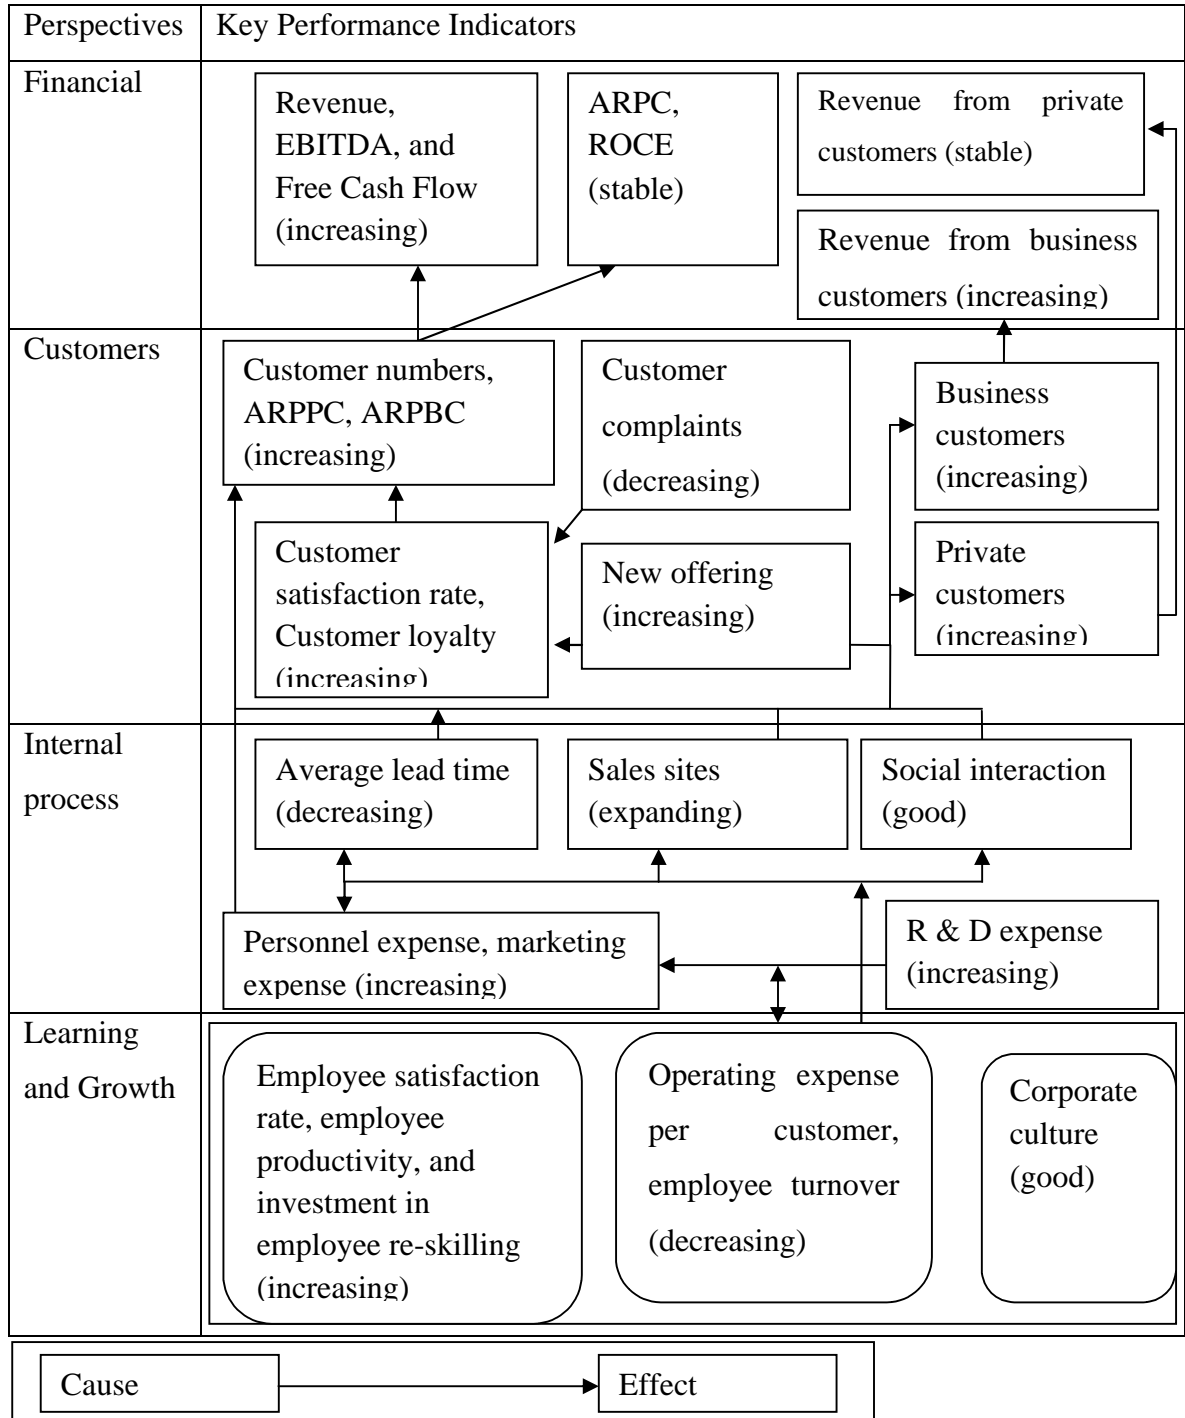 Perspectives
Key Performance Indicators
Financial
Revenue,
EBITDA, and
Free Cash Flow
(increasing)
ARPC,
ROCE
(stable)
Revenue from private
customers (stable)
Revenue from business
customers (increasing)
Customers
Customer numbers,
ARPPC, ARPBC
(increasing)
Customer
complaints
(decreasing)
Business
customers
(increasing)
Customer
satisfaction rate,
Customer loyalty
(increasing)
New offering
(increasing)
Private
customers
(increasing)
Internal
process
Average lead time
(decreasing)
Sales sites
(expanding)
Social interaction
(good)
Personnel expense, marketing
expense (increasing)
R & D expense
(increasing)
Learning
and Growth
Employee satisfaction
rate, employee
productivity, and
investment in
employee re-skilling
(increasing)
Operating expense
per customer,
employee turnover
(decreasing)
Corporate
culture
(good)
Cause
Effect